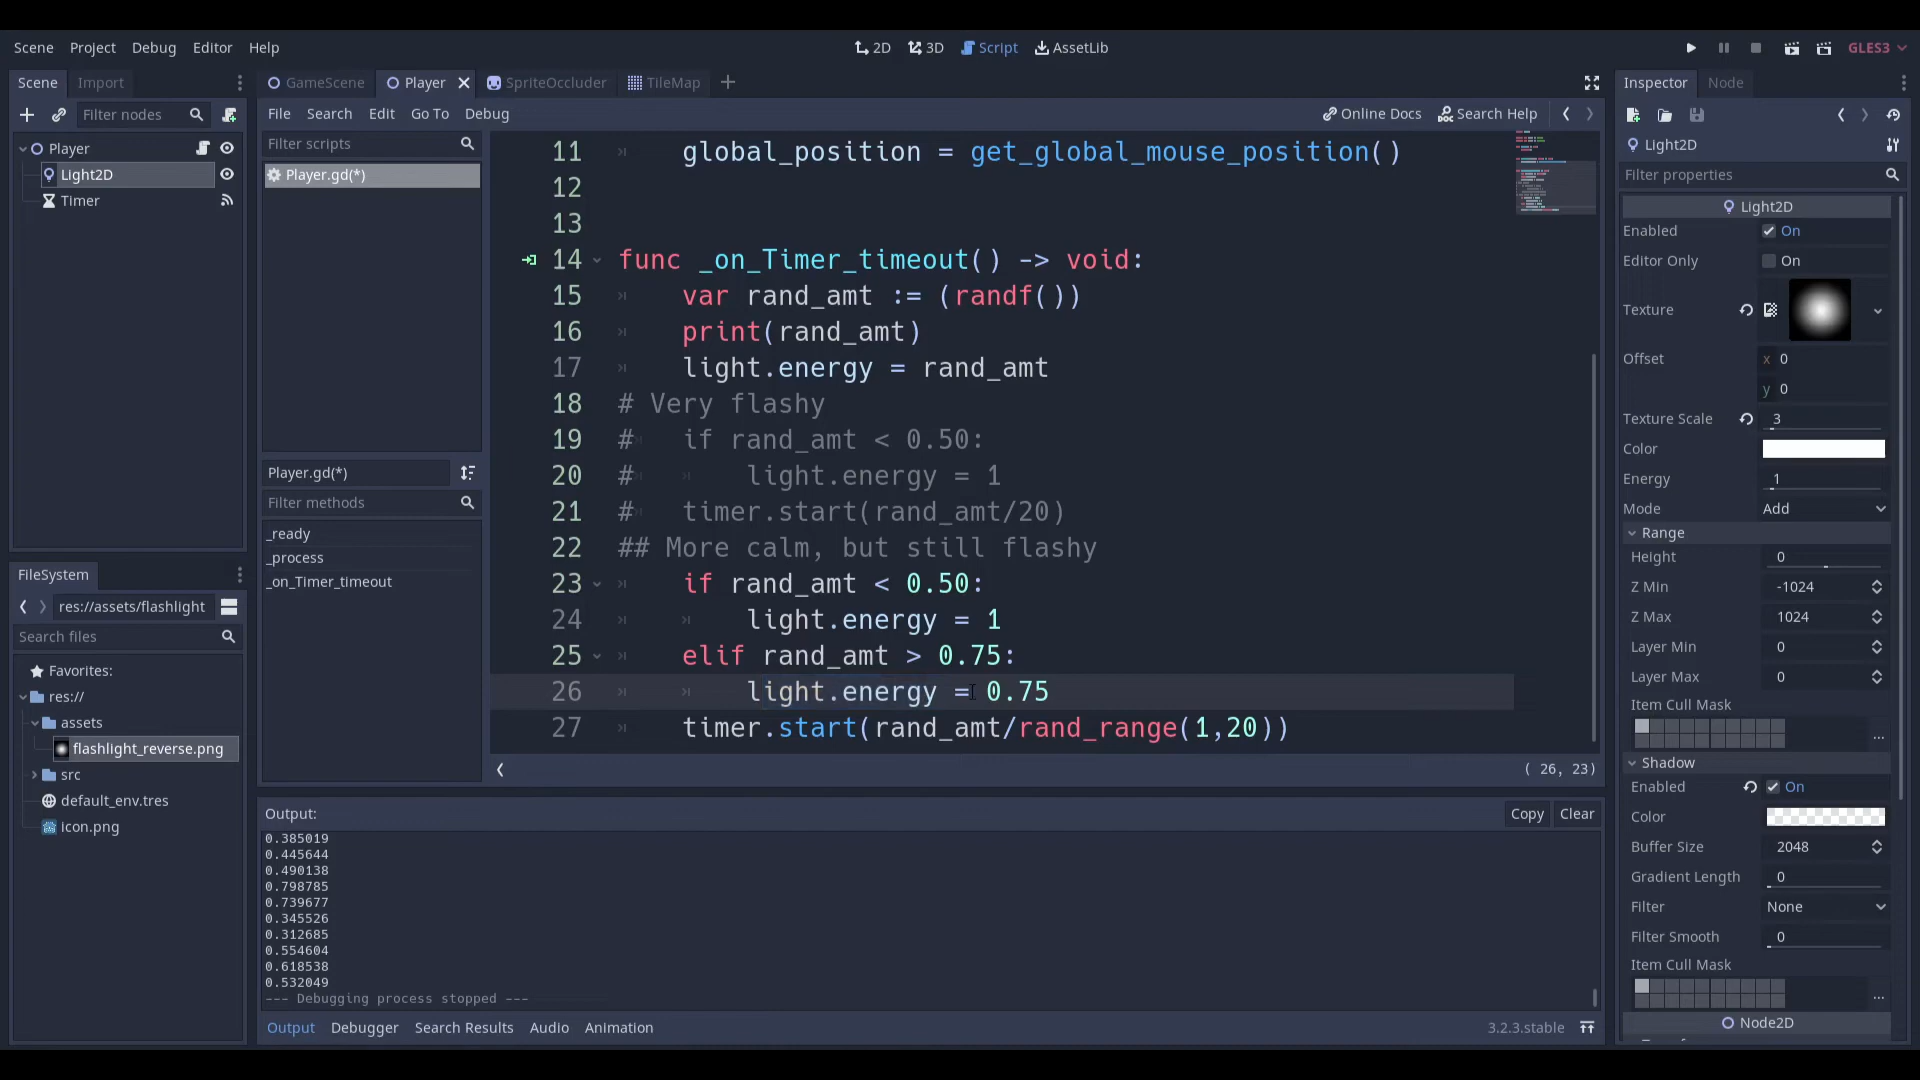 Scene Project Debug Editor Help
2D 3D Script AssetLib
GLES3
Scene Import
Filter nodes
Player
Light2D
Timer
FileSystem
res://assets/flashlight
Search files
Favorites:
res://
assets
flashlight_reverse.png
src
default_env.tres
icon.png
GameScene Player SpriteOccluder TileMap
File Search Edit Go To Debug
Online Docs Search Help
Filter scripts
Player.gd(*)
Player.gd(*)
Filter methods
_ready
_process
_on_Timer_timeout
11 global_position = get_global_mouse_position()
12
13
14 func _on_Timer_timeout() -> void:
15 var rand_amt := (randf())
16 print(rand_amt)
17 light.energy = rand_amt
18 # Very flashy
19 # if rand_amt < 0.50:
20 # light.energy = 1
21 # timer.start(rand_amt/20)
22 ## More calm, but still flashy
23 if rand_amt < 0.50:
24 light.energy = 1
25 elif rand_amt > 0.75:
26 light.energy = 0.75
27 timer.start(rand_amt/rand_range(1,20))
( 26, 23)
Output: Copy Clear
0.385019
0.445644
0.490138
0.798785
0.739677
0.345526
0.312685
0.554604
0.618538
0.532049
--- Debugging process stopped ---
Output Debugger Search Results Audio Animation
3.2.3.stable
Inspector Node
Light2D
Filter properties
Light2D
Enabled On
Editor Only On
Texture
Offset x 0
y 0
Texture Scale 3
Color
Energy 1
Mode Add
Range
Height 0
Z Min -1024
Z Max 1024
Layer Min 0
Layer Max 0
Item Cull Mask
...
Shadow
Enabled On
Color
Buffer Size 2048
Gradient Length 0
Filter None
Filter Smooth 0
Item Cull Mask
...
Node2D